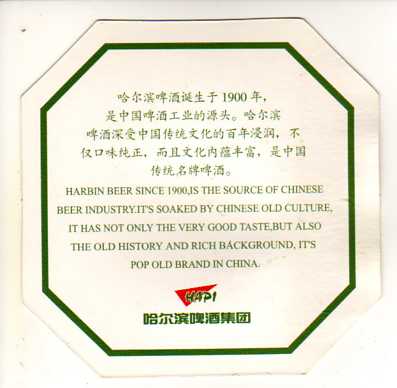 哈尔滨啤酒诞生于 1900 年，
是中国啤酒工业的源头。哈尔滨
啤酒深受中国传统文化的百年浸润，不
仅口味纯正，而且文化内蕴丰富，是中国
传统名牌啤酒。
HARBIN BEER SINCE 1900,IS THE SOURCE OF CHINESE
BEER INDUSTRY.IT'S SOAKED BY CHINESE OLD CULTURE,
IT HAS NOT ONLY THE VERY GOOD TASTE,BUT ALSO
THE OLD HISTORY AND RICH BACKGROUND, IT'S
POP OLD BRAND IN CHINA.
HAPI
哈尔滨啤酒集团